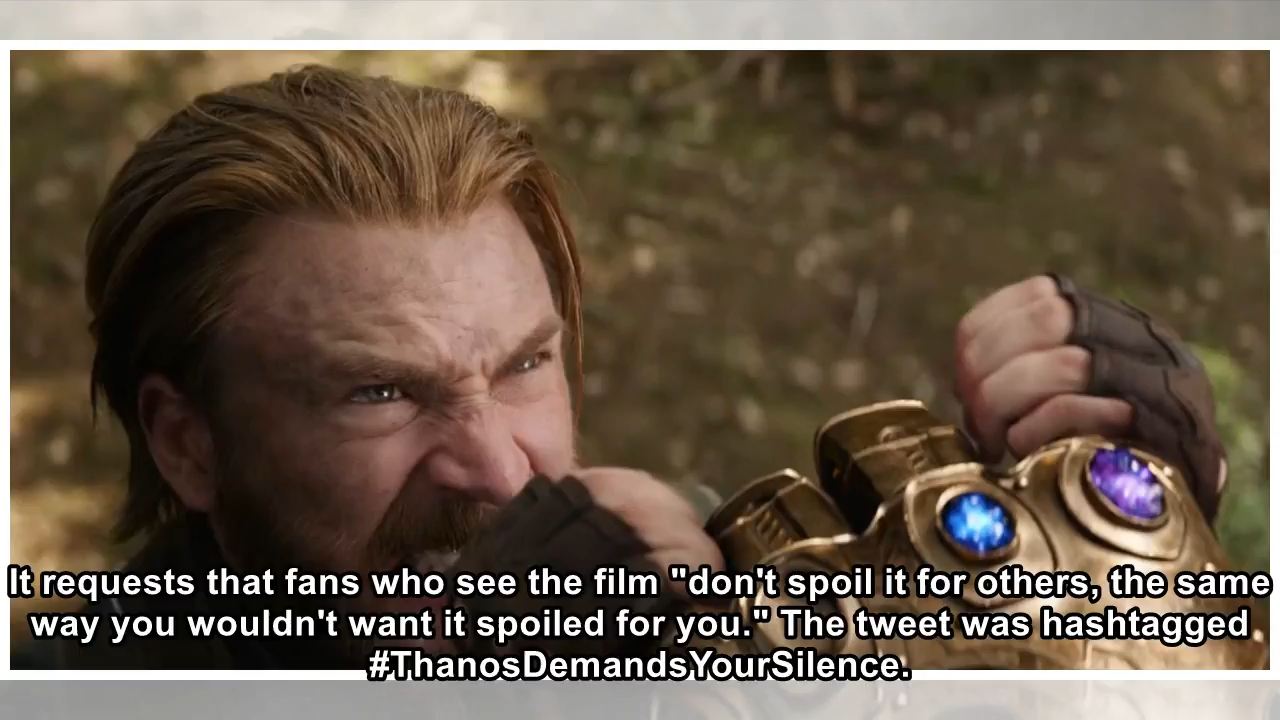 It requests that fans who see the film "don't spoil it for others, the same
way you wouldn't want it spoiled for you." The tweet was hashtagged
#ThanosDemandsYourSilence.